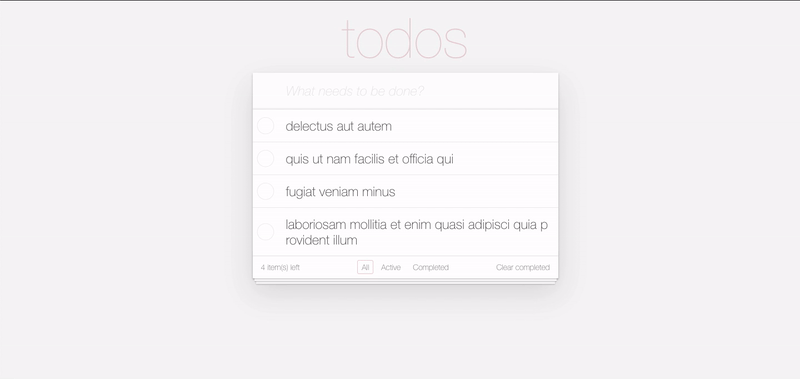 todos
What needs to be done?
delectus aut autem
quis ut nam facilis et officia qui
fugiat veniam minus
laboriosam mollitia et enim quasi adipisci quia p
rovident illum
4 item(s) left All Active Completed Clear completed